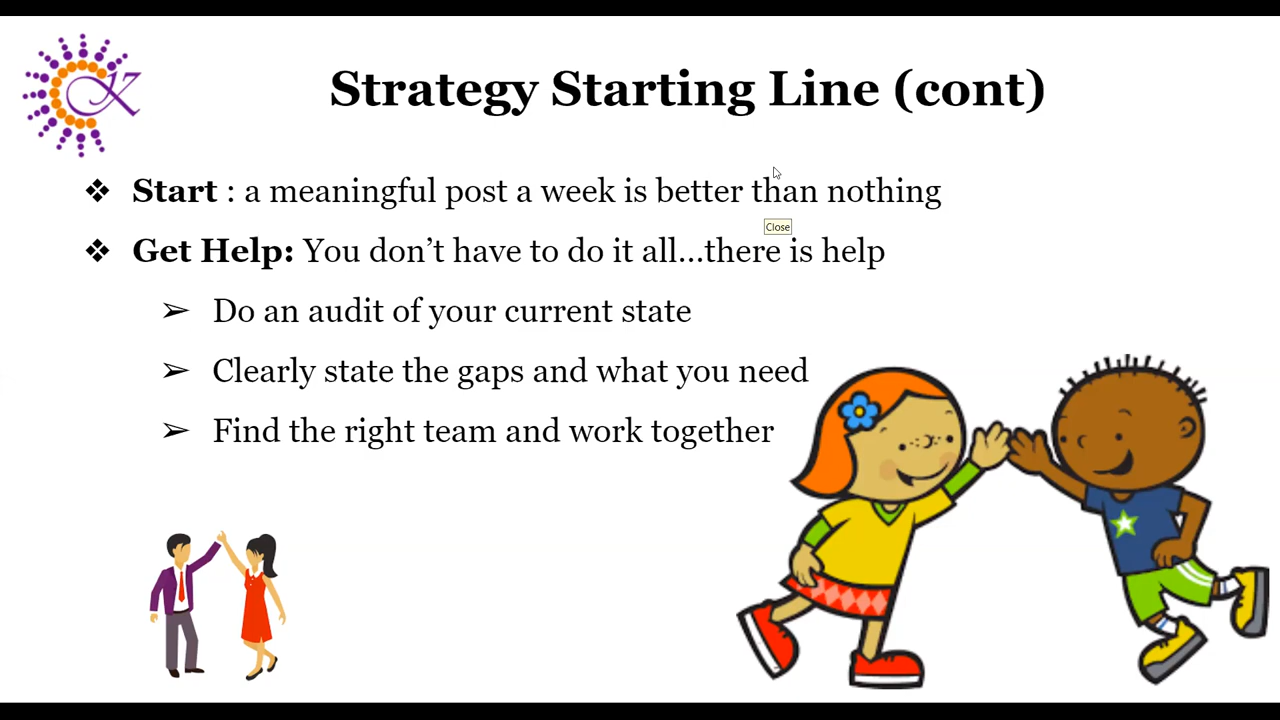 CK
Strategy Starting Line (cont)
❖ Start : a meaningful post a week is better than nothing
Close
❖ Get Help: You don’t have to do it all...there is help
➢ Do an audit of your current state
➢ Clearly state the gaps and what you need
➢ Find the right team and work together